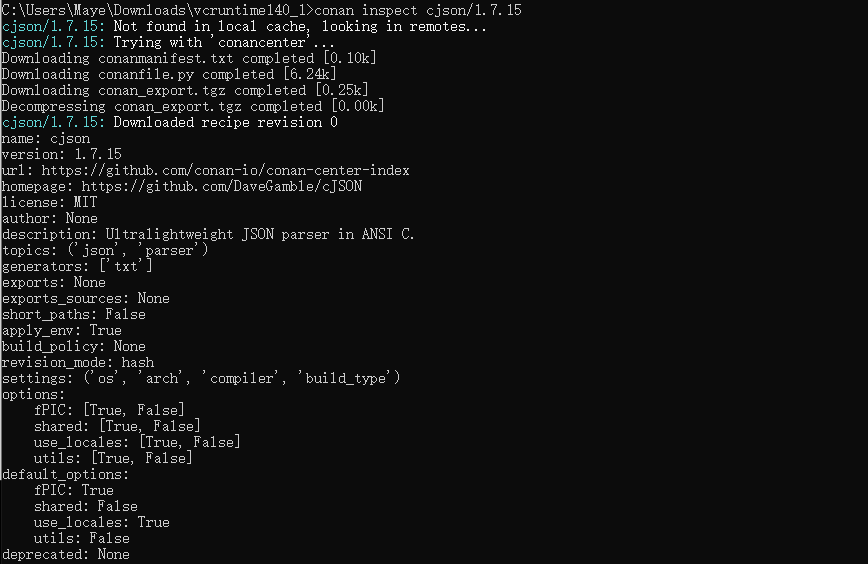 C:\Users\Maye\Downloads\vcruntime140_1>conan inspect cjson/1.7.15
cjson/1.7.15: Not found in local cache, looking in remotes...
cjson/1.7.15: Trying with 'conancenter'...
Downloading conanmanifest.txt completed [0.10k]
Downloading conanfile.py completed [6.24k]
Downloading conan_export.tgz completed [0.25k]
Decompressing conan_export.tgz completed [0.00k]
cjson/1.7.15: Downloaded recipe revision 0
name: cjson
version: 1.7.15
url: https://github.com/conan-io/conan-center-index
homepage: https://github.com/DaveGamble/cJSON
license: MIT
author: None
description: Ultralightweight JSON parser in ANSI C.
topics: ('json', 'parser')
generators: ['txt']
exports: None
exports_sources: None
short_paths: False
apply_env: True
build_policy: None
revision_mode: hash
settings: ('os', 'arch', 'compiler', 'build_type')
options:
    fPIC: [True, False]
    shared: [True, False]
    use_locales: [True, False]
    utils: [True, False]
default_options:
    fPIC: True
    shared: False
    use_locales: True
    utils: False
deprecated: None